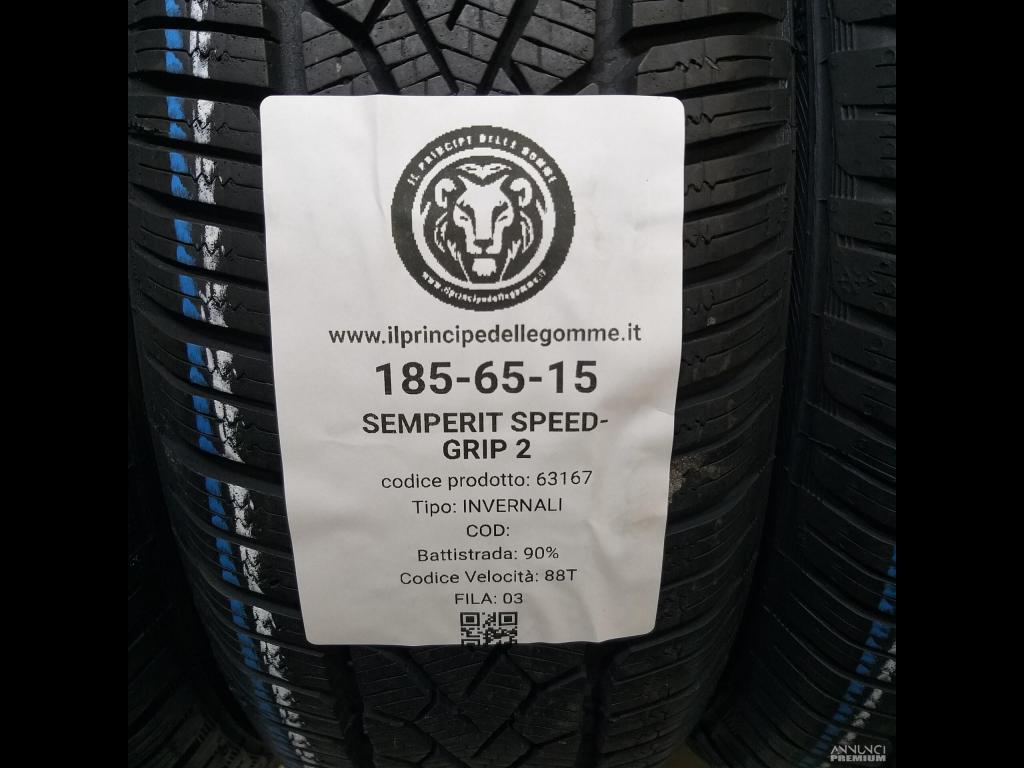 IL PRINCIPE DELLE GOMME
www.ilprincipedellegomme.it
www.ilprincipedellegomme.it
185-65-15
SEMPERIT SPEED-
GRIP 2
codice prodotto: 63167
Tipo: INVERNALI
COD:
Battistrada: 90%
Codice Velocità: 88T
FILA: 03
ANNUNCI
PREMIUM